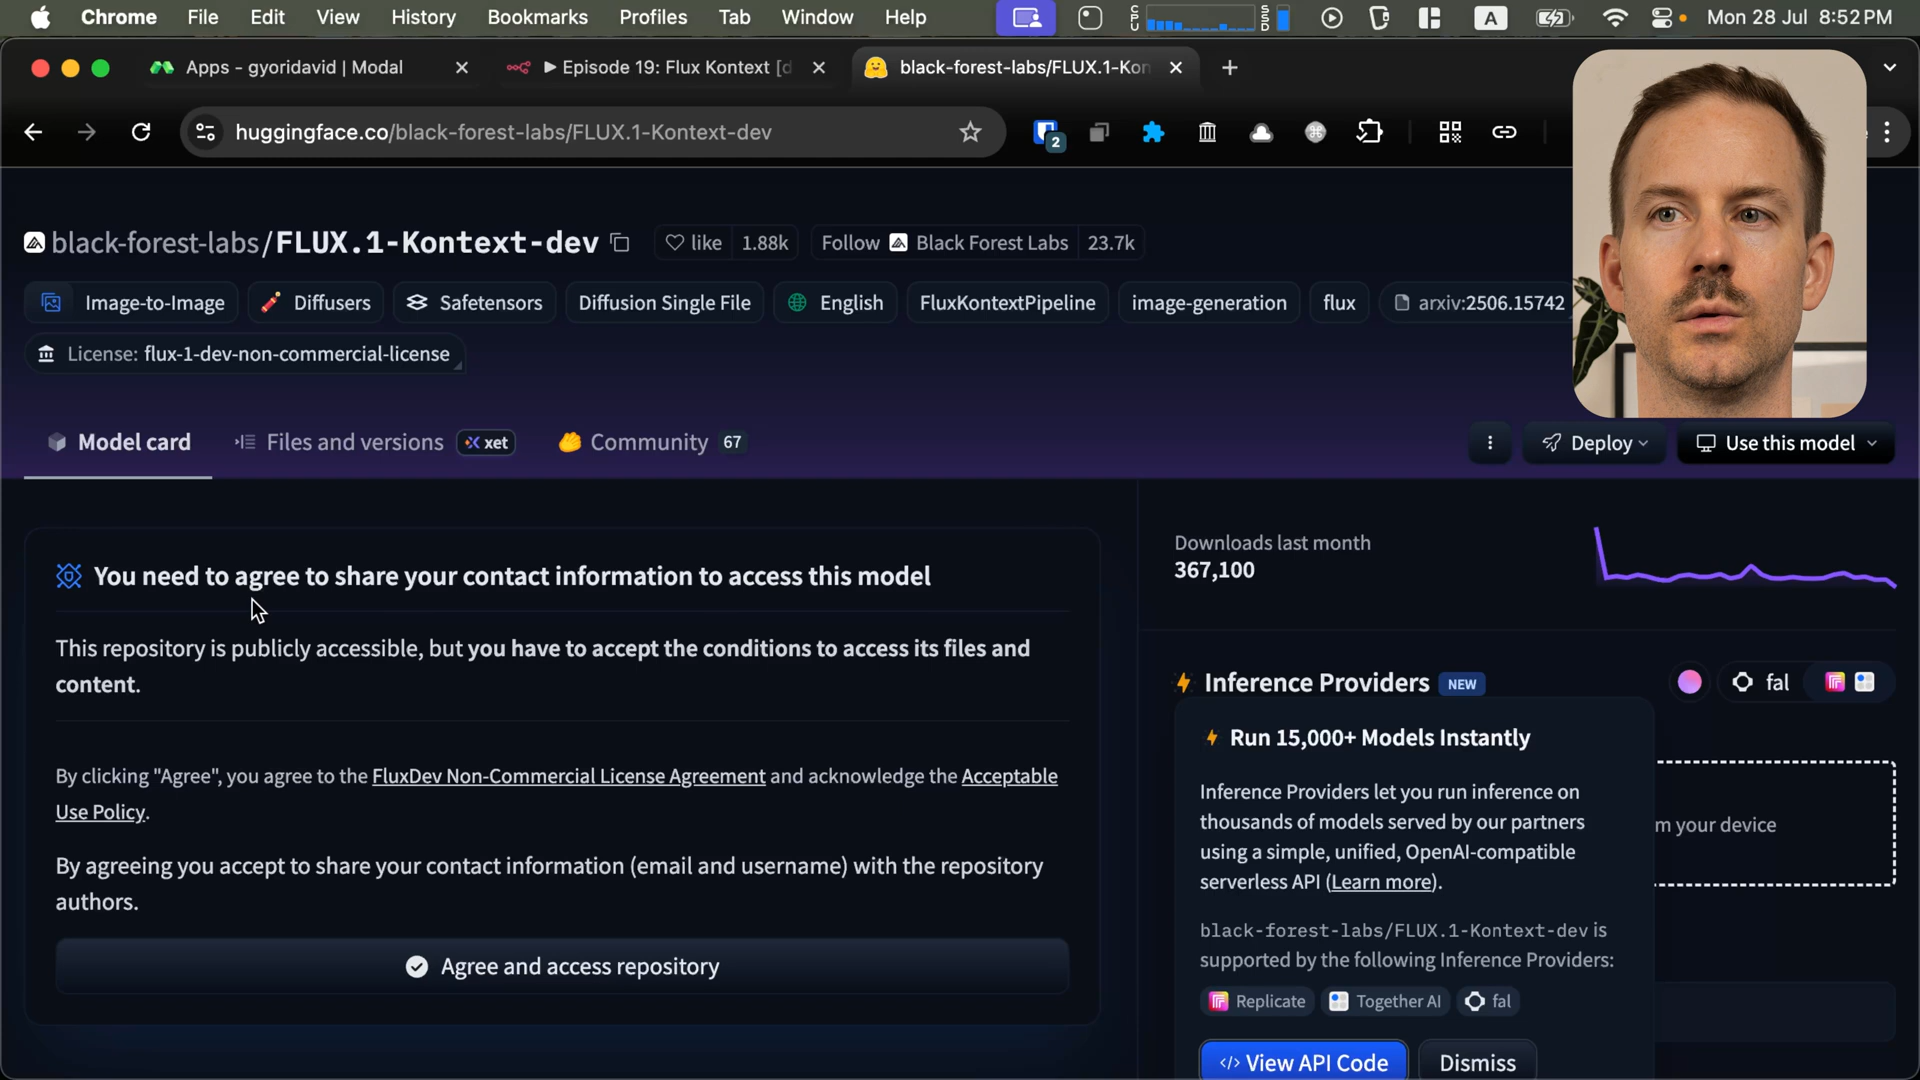 Chrome File Edit View History Bookmarks Profiles Tab Window Help CPU SSD A Mon 28 Jul 8:52 PM
Apps - gyoridavid | Modal Episode 19: Flux Kontext [d black-forest-labs/FLUX.1-Kon
huggingface.co/black-forest-labs/FLUX.1-Kontext-dev 2
black-forest-labs/FLUX.1-Kontext-dev like 1.88k Follow Black Forest Labs 23.7k
Image-to-Image Diffusers Safetensors Diffusion Single File English FluxKontextPipeline image-generation flux arxiv:2506.15742
License: flux-1-dev-non-commercial-license
Model card Files and versions xet Community 67 Deploy Use this model
You need to agree to share your contact information to access this model
This repository is publicly accessible, but you have to accept the conditions to access its files and
content.
By clicking "Agree", you agree to the FluxDev Non-Commercial License Agreement and acknowledge the Acceptable
Use Policy.
By agreeing you accept to share your contact information (email and username) with the repository
authors.
Agree and access repository
Downloads last month
367,100
Inference Providers NEW fal
Run 15,000+ Models Instantly
Inference Providers let you run inference on
thousands of models served by our partners
using a simple, unified, OpenAI-compatible
serverless API (Learn more).
m your device
black-forest-labs/FLUX.1-Kontext-dev is
supported by the following Inference Providers:
Replicate Together AI fal
</> View API Code Dismiss